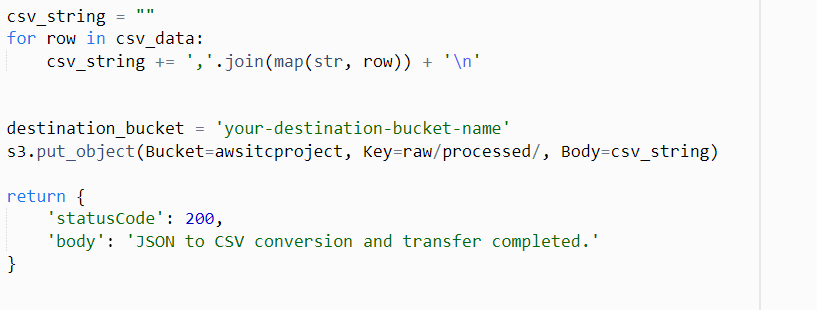 csv_string = ""
for row in csv_data:
    csv_string += ','.join(map(str, row)) + '\n'
destination_bucket = 'your-destination-bucket-name'
s3.put_object(Bucket=awsitcproject, Key=raw/processed/, Body=csv_string)
return {
    'statusCode': 200,
    'body': 'JSON to CSV conversion and transfer completed.'
}